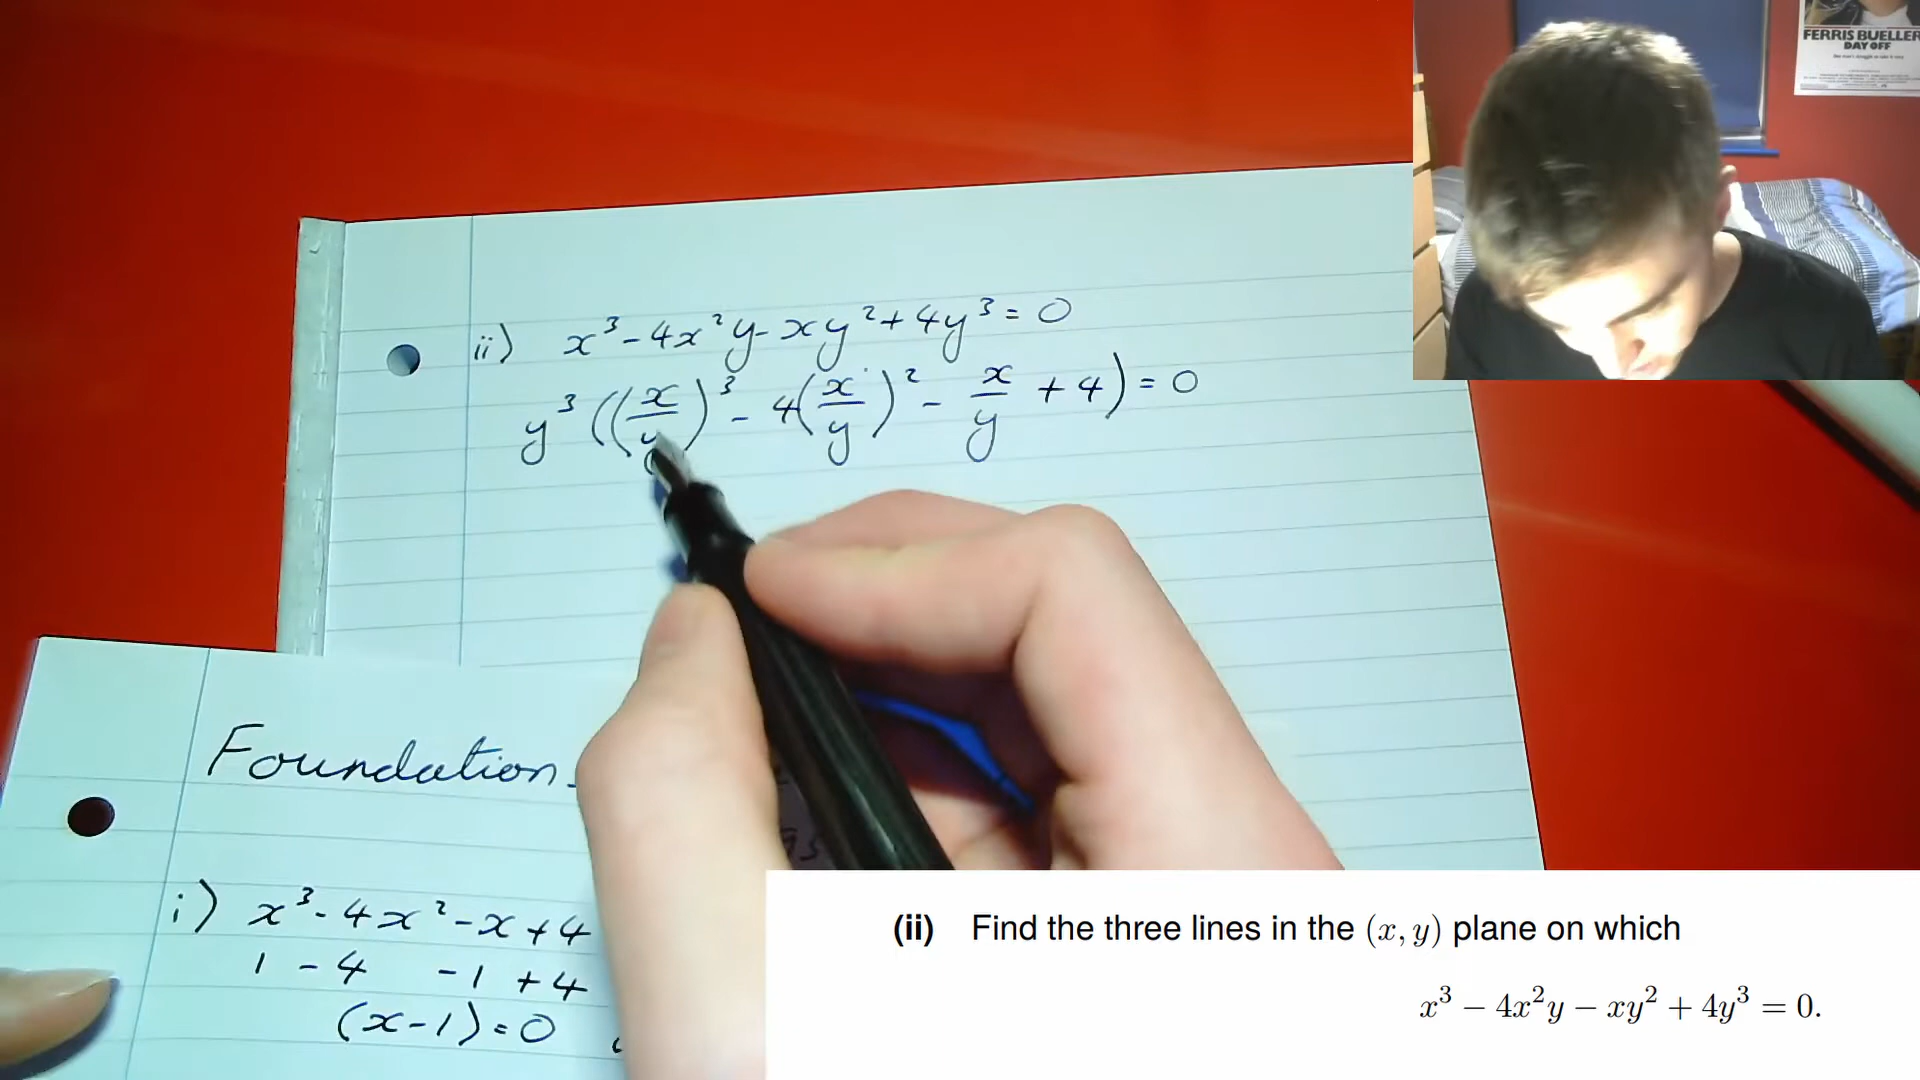 FERRIS BUELLER
DAY OFF
ii) x³ - 4x²y - xy² + 4y³ = 0
y³((x/y)³ - 4(x/y)² - x/y + 4) = 0
Foundation
i) x³ - 4x² - x + 4
1 - 4 - 1 + 4
(x-1) = 0
(ii) Find the three lines in the (x, y) plane on which
x³ − 4x²y − xy² + 4y³ = 0.